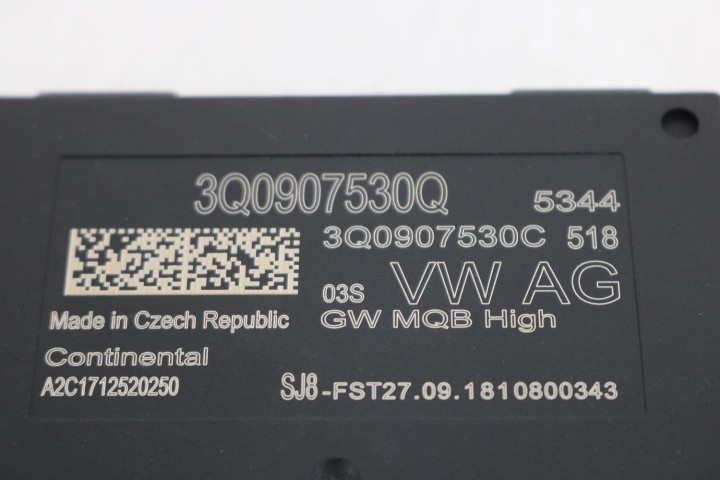 3Q0907530Q 5344
3Q0907530C 518
03S VW AG
Made in Czech Republic GW MQB High
Continental
A2C1712520250 SJ8-FST27.09.1810800343